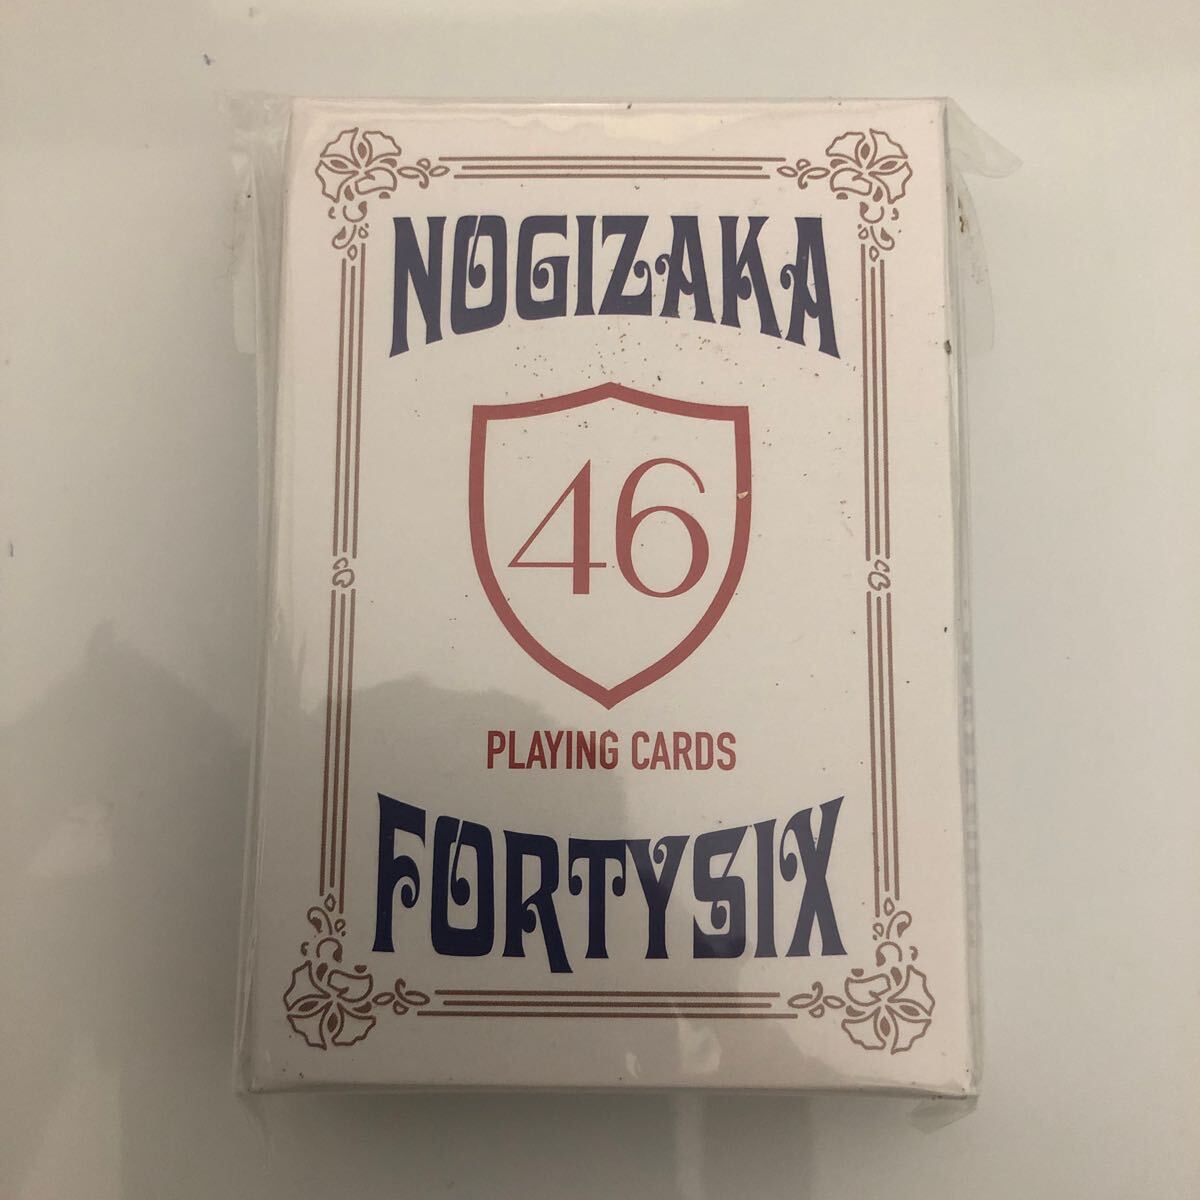 NOGIZAKA
46
PLAYING CARDS
FORTYSIX